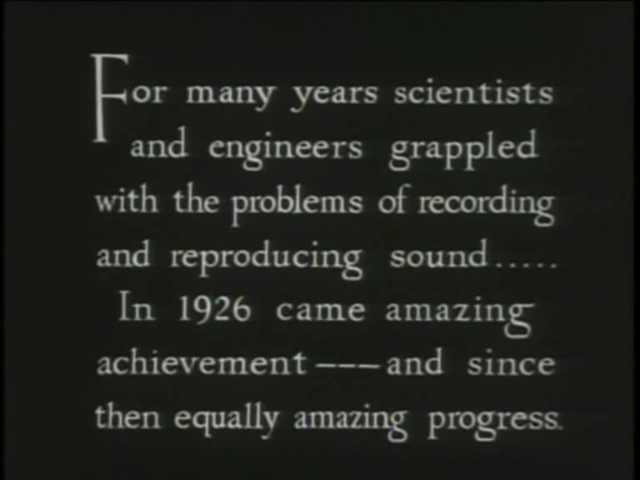 For many years scientists
and engineers grappled
with the problems of recording
and reproducing sound.....
In 1926 came amazing
achievement---and since
then equally amazing progress.